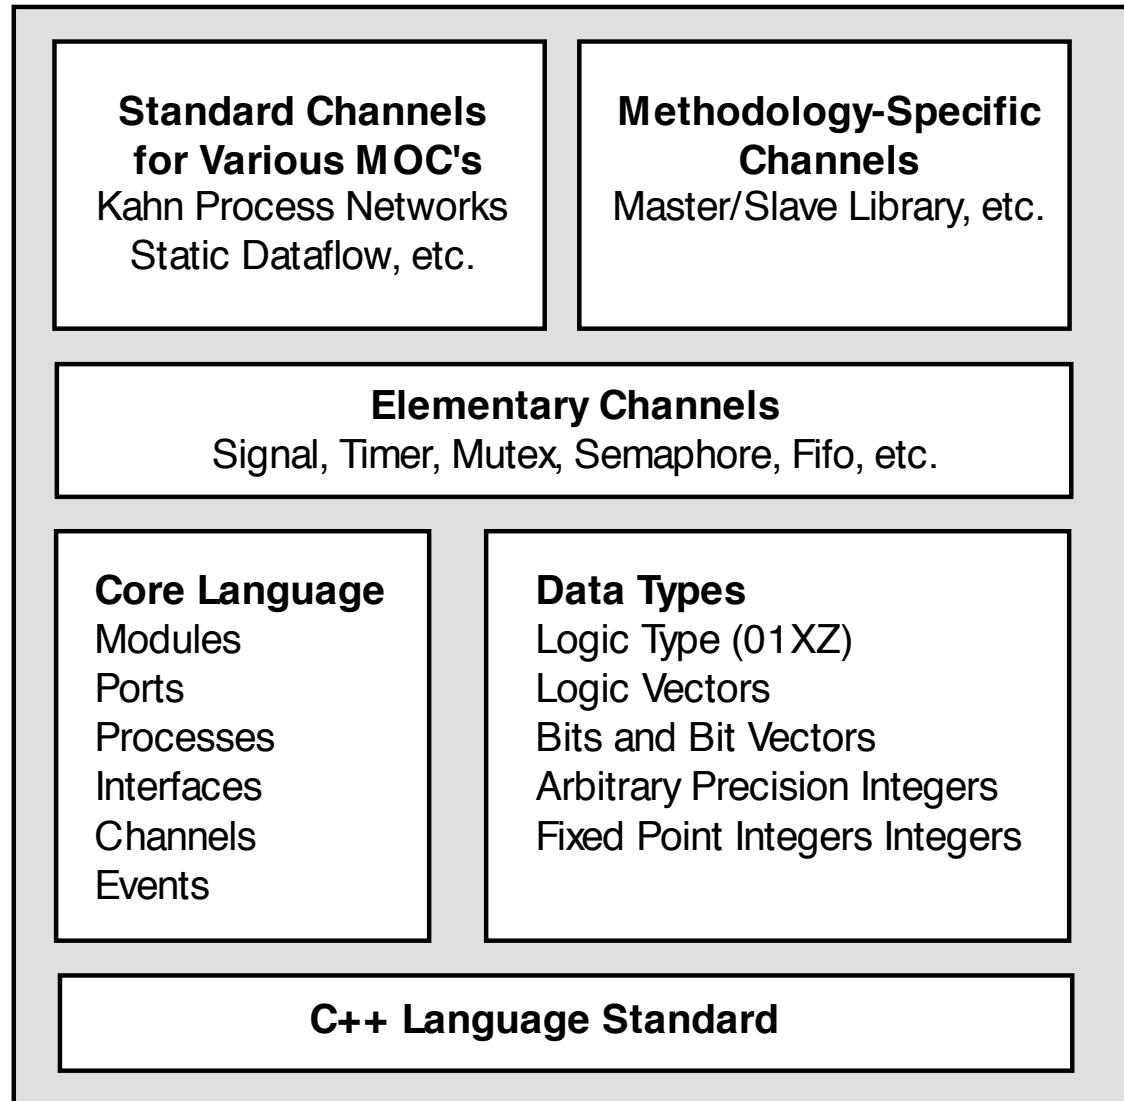 Standard Channels
for Various MOC's
Kahn Process Networks
Static Dataflow, etc.
Methodology-Specific
Channels
Master/Slave Library, etc.
Elementary Channels
Signal, Timer, Mutex, Semaphore, Fifo, etc.
Core Language
Modules
Ports
Processes
Interfaces
Channels
Events
Data Types
Logic Type (01XZ)
Logic Vectors
Bits and Bit Vectors
Arbitrary Precision Integers
Fixed Point Integers Integers
C++ Language Standard